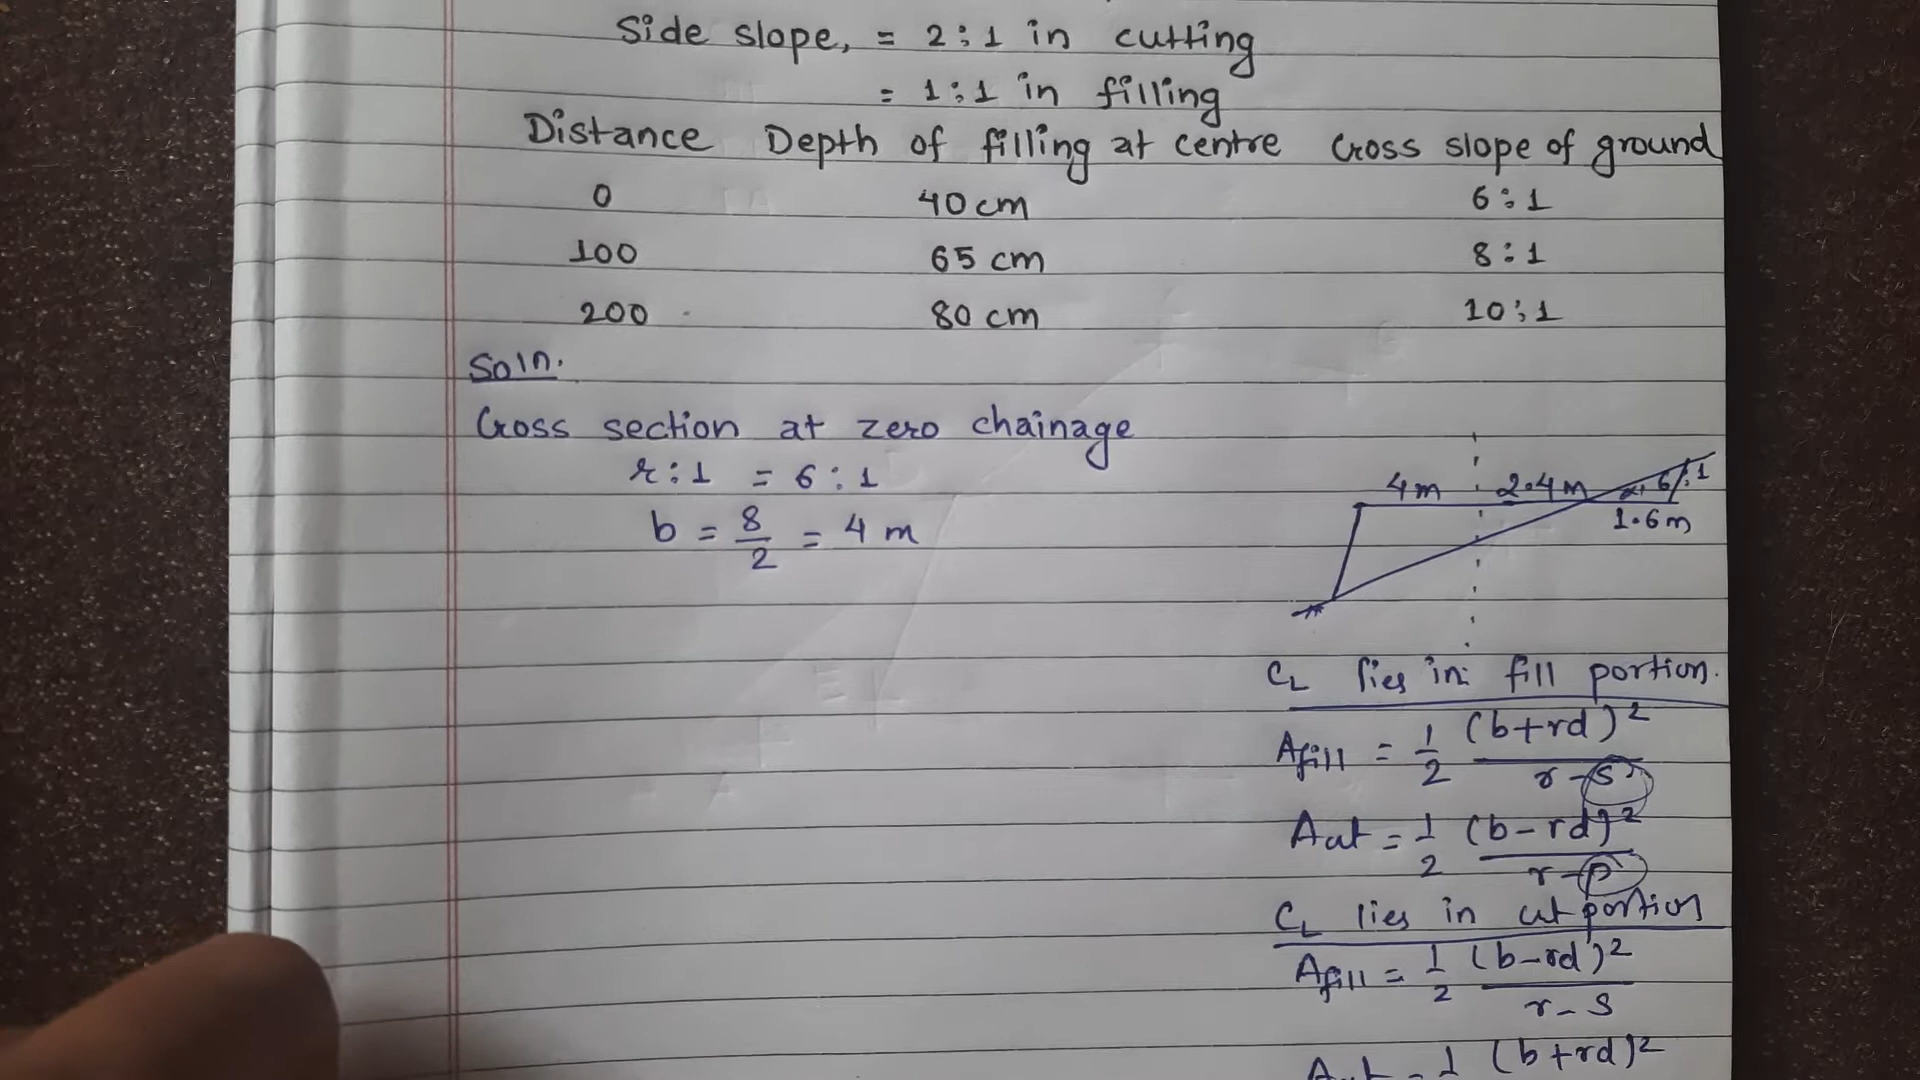 Side slope, = 2:1 in cutting
= 1:1 in filling
Distance Depth of filling at centre Cross slope of ground
0 40 cm 6:1
100 65 cm 8:1
200 80 cm 10:1
Soln.
Cross section at zero chainage
r:1 = 6:1
b = 8/2 = 4 m
4m 2.4m 6:1
1.6m
CL lies in fill portion.
Afill = 1/2 (b+rd)²/r-s
Acut = 1/2 (b-rd)²/r-p
CL lies in cut portion
Afill = 1/2 (b-rd)²/r-s
Acut = 1 (b+rd)²